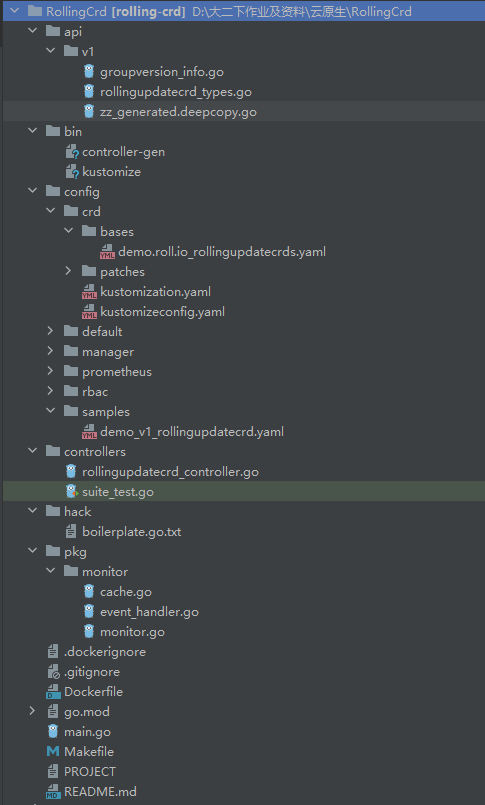 RollingCrd [rolling-crd] D:\大二下作业及资料\云原生\RollingCrd
api
v1
groupversion_info.go
rollingupdatecrd_types.go
zz_generated.deepcopy.go
bin
controller-gen
kustomize
config
crd
bases
demo.roll.io_rollingupdatecrds.yaml
patches
kustomization.yaml
kustomizeconfig.yaml
default
manager
prometheus
rbac
samples
demo_v1_rollingupdatecrd.yaml
controllers
rollingupdatecrd_controller.go
suite_test.go
hack
boilerplate.go.txt
pkg
monitor
cache.go
event_handler.go
monitor.go
.dockerignore
.gitignore
Dockerfile
go.mod
main.go
Makefile
PROJECT
README.md